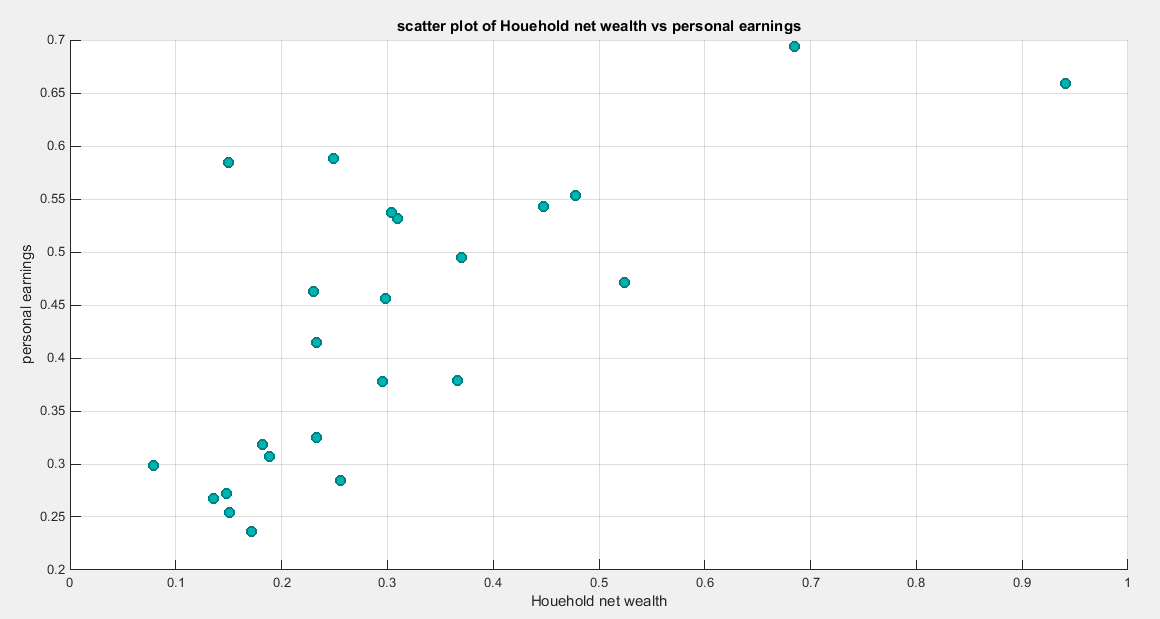 scatter plot of Houehold net wealth vs personal earnings
0.7
0.65
0.6
0.55
0.5
0.45
0.4
0.35
0.3
0.25
0.2
personal earnings
0 0.1 0.2 0.3 0.4 0.5 0.6 0.7 0.8 0.9 1
Houehold net wealth